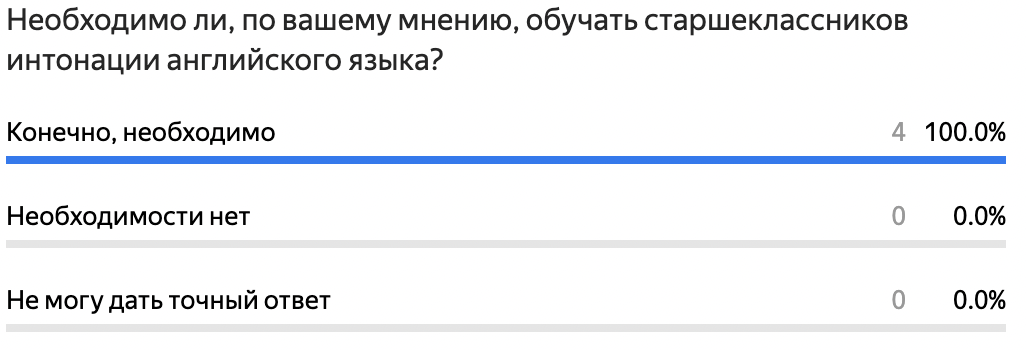 Необходимо ли, по вашему мнению, обучать старшеклассников
интонации английского языка?
Конечно, необходимо 4 100.0%
Необходимости нет 0 0.0%
Не могу дать точный ответ 0 0.0%